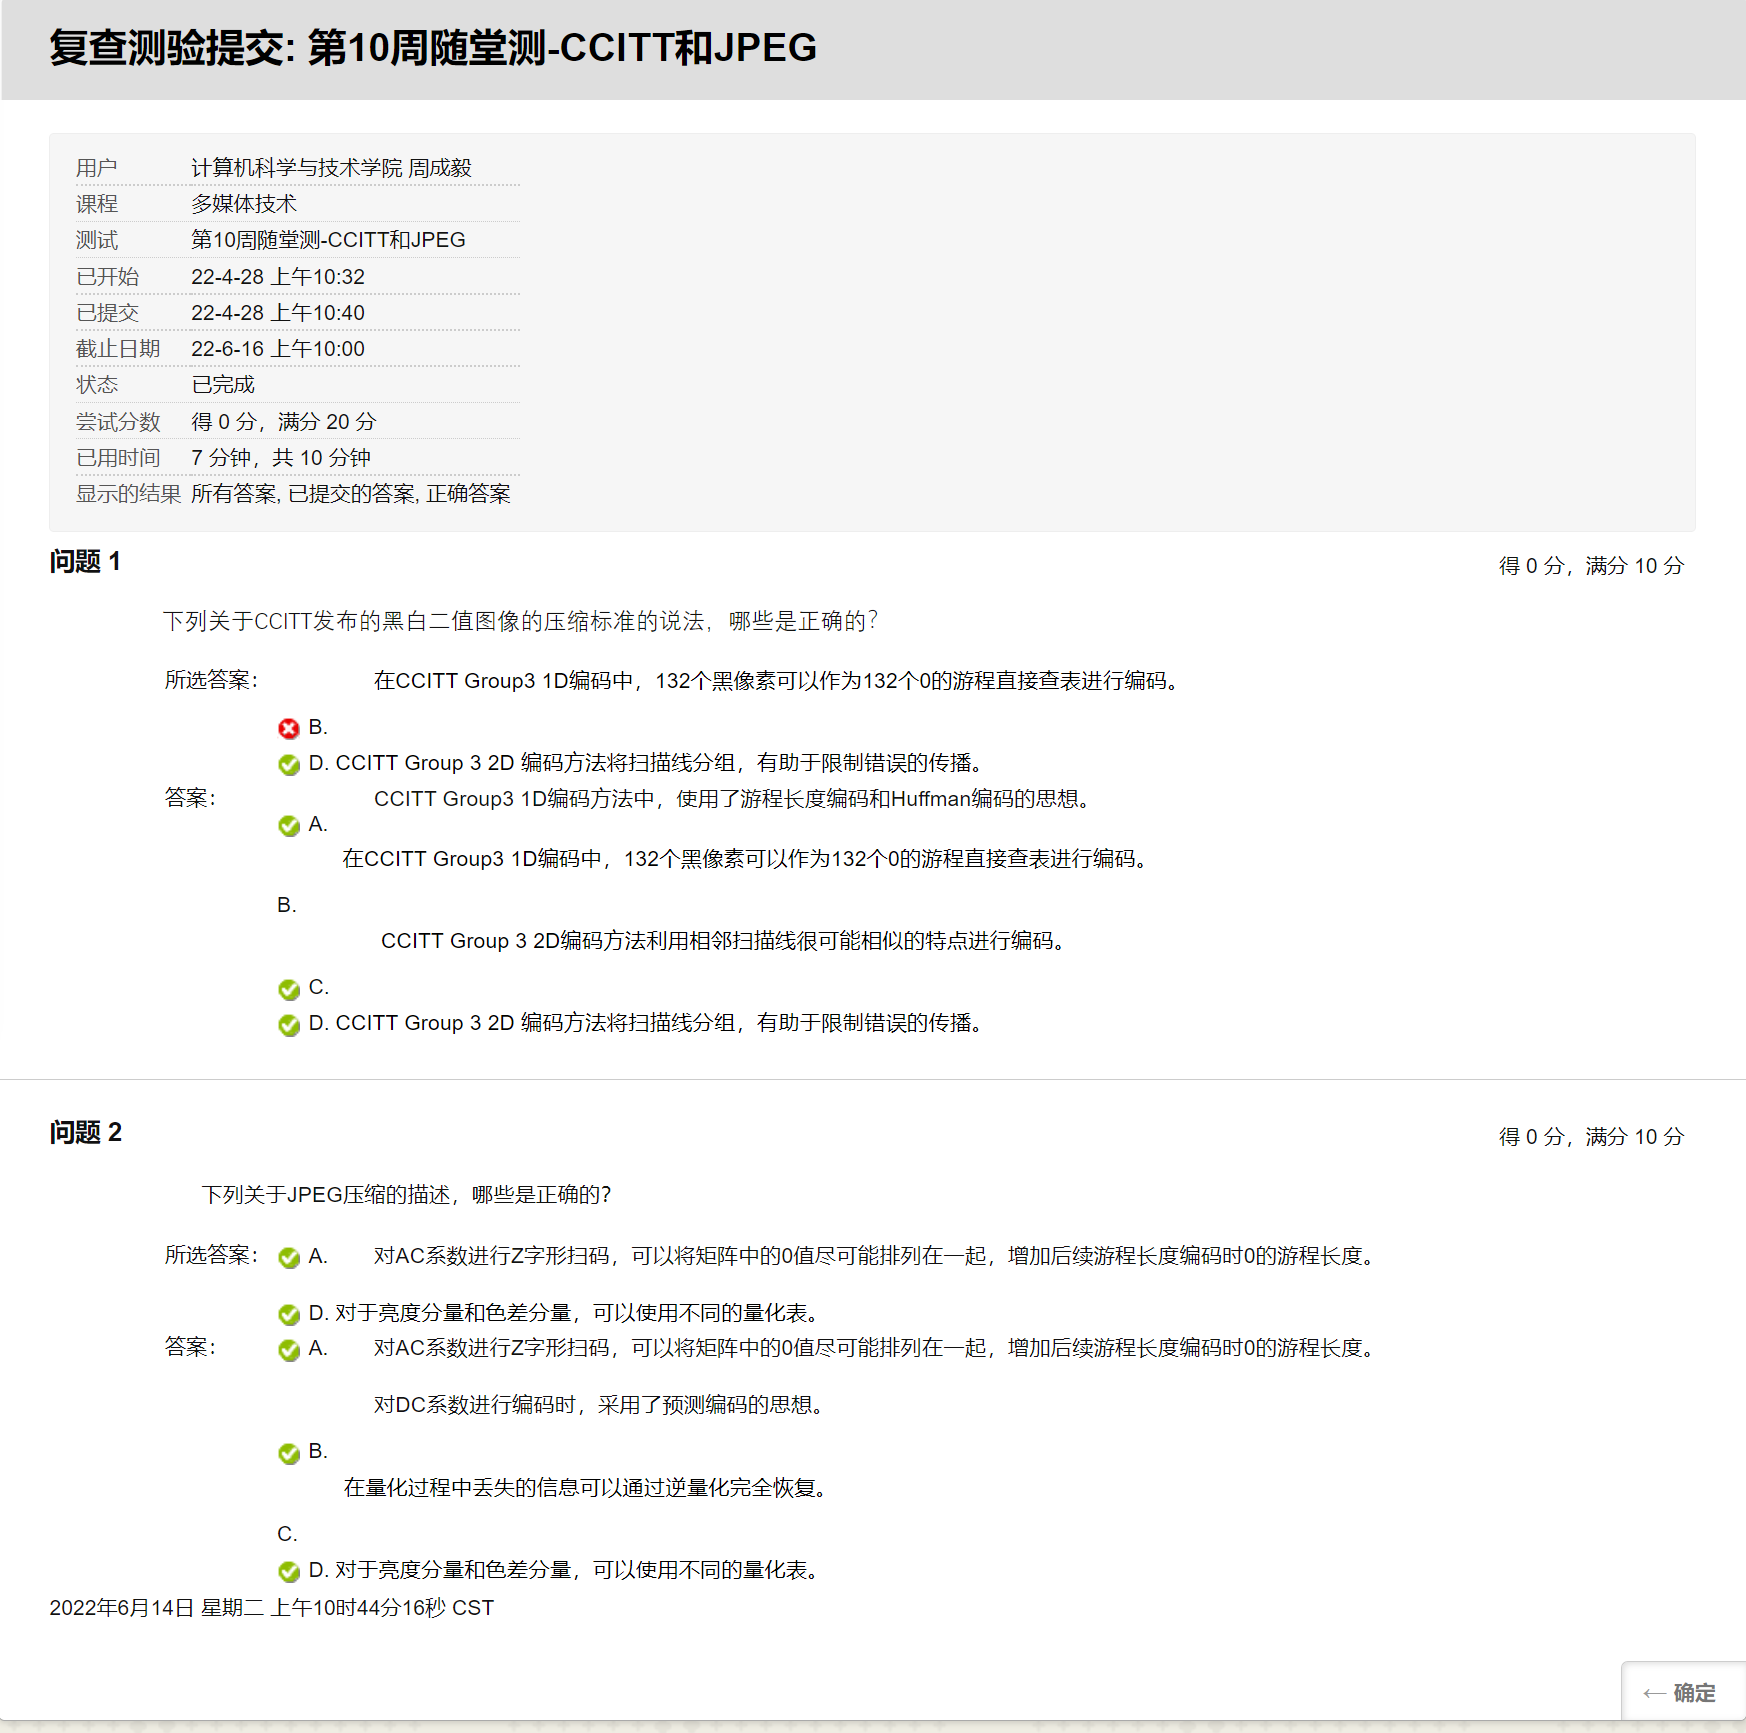 复查测验提交: 第10周随堂测-CCITT和JPEG
用户 计算机科学与技术学院 周成毅
课程 多媒体技术
测试 第10周随堂测-CCITT和JPEG
已开始 22-4-28 上午10:32
已提交 22-4-28 上午10:40
截止日期 22-6-16 上午10:00
状态 已完成
尝试分数 得 0 分，满分 20 分
已用时间 7 分钟，共 10 分钟
显示的结果 所有答案, 已提交的答案, 正确答案
问题 1
得 0 分，满分 10 分
下列关于CCITT发布的黑白二值图像的压缩标准的说法，哪些是正确的？
所选答案： 在CCITT Group3 1D编码中，132个黑像素可以作为132个0的游程直接查表进行编码。
B.
D. CCITT Group 3 2D 编码方法将扫描线分组，有助于限制错误的传播。
答案： CCITT Group3 1D编码方法中，使用了游程长度编码和Huffman编码的思想。
A.
在CCITT Group3 1D编码中，132个黑像素可以作为132个0的游程直接查表进行编码。
B.
CCITT Group 3 2D编码方法利用相邻扫描线很可能相似的特点进行编码。
C.
D. CCITT Group 3 2D 编码方法将扫描线分组，有助于限制错误的传播。
问题 2
得 0 分，满分 10 分
下列关于JPEG压缩的描述，哪些是正确的?
所选答案： A. 对AC系数进行Z字形扫码，可以将矩阵中的0值尽可能排列在一起，增加后续游程长度编码时0的游程长度。
D. 对于亮度分量和色差分量，可以使用不同的量化表。
答案： A. 对AC系数进行Z字形扫码，可以将矩阵中的0值尽可能排列在一起，增加后续游程长度编码时0的游程长度。
对DC系数进行编码时，采用了预测编码的思想。
B.
在量化过程中丢失的信息可以通过逆量化完全恢复。
C.
D. 对于亮度分量和色差分量，可以使用不同的量化表。
2022年6月14日 星期二 上午10时44分16秒 CST
← 确定